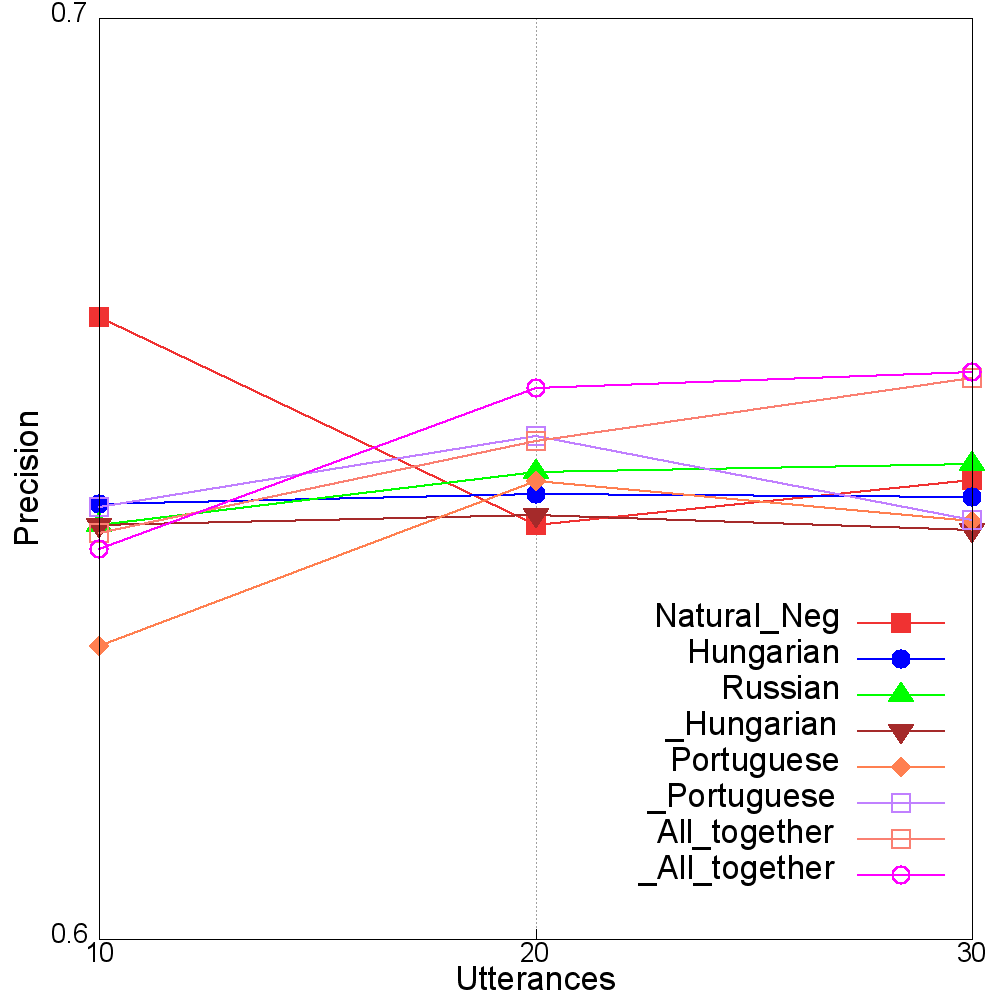 0.7
Precision
Natural_Neg
Hungarian
Russian
_Hungarian
Portuguese
_Portuguese
All_together
_All_together
0.6
10 20 30
Utterances